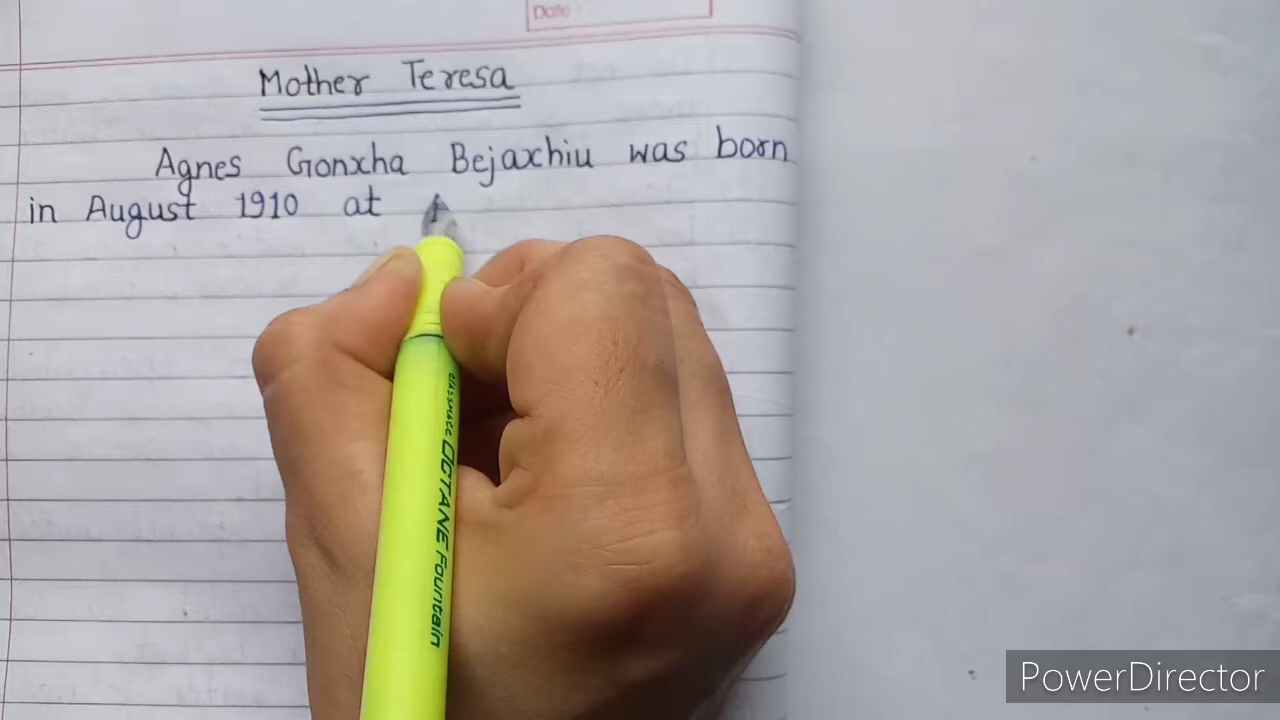 Date :
Mother Teresa
Agnes Gonxha Bejaxhiu was born
in August 1910 at
classmate OCTANE Fountain
PowerDirector